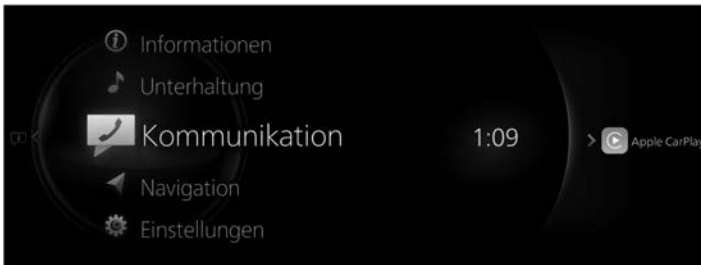 Informationen
Unterhaltung
Kommunikation
1:09
Apple CarPlay
Navigation
Einstellungen